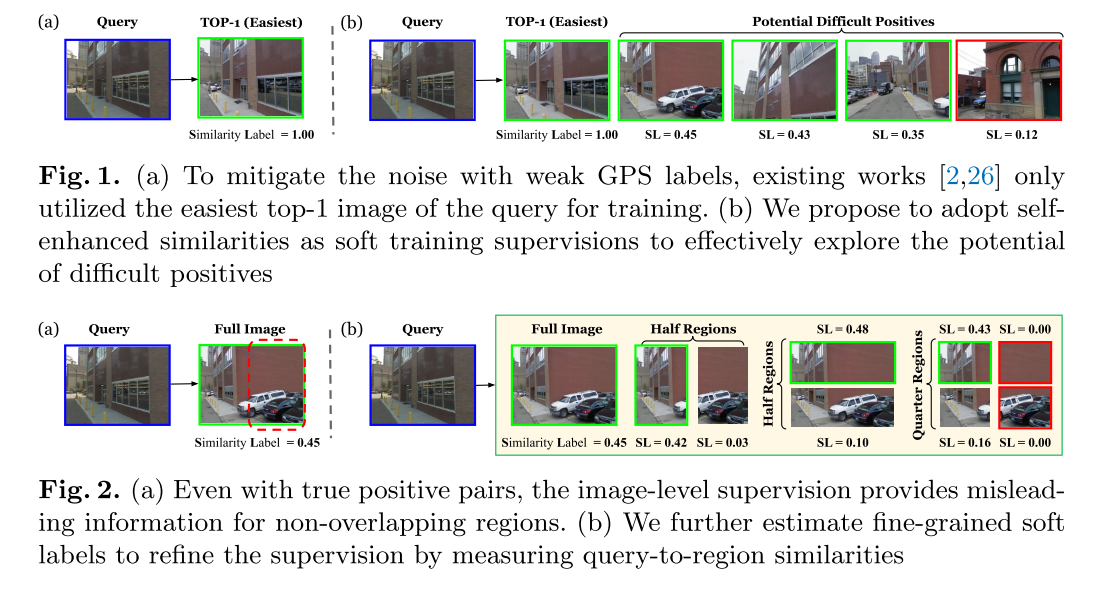 (a) Query TOP-1 (Easiest) (b) Query TOP-1 (Easiest) Potential Difficult Positives
Similarity Label = 1.00 Similarity Label = 1.00 SL = 0.45 SL = 0.43 SL = 0.35 SL = 0.12
Fig. 1. (a) To mitigate the noise with weak GPS labels, existing works [2,26] only
utilized the easiest top-1 image of the query for training. (b) We propose to adopt self-
enhanced similarities as soft training supervisions to effectively explore the potential
of difficult positives
(a) Query Full Image (b) Query Full Image Half Regions SL = 0.48 SL = 0.43 SL = 0.00
Half Regions
Quarter Regions
Similarity Label = 0.45 Similarity Label = 0.45 SL = 0.42 SL = 0.03 SL = 0.10 SL = 0.16 SL = 0.00
Fig. 2. (a) Even with true positive pairs, the image-level supervision provides mislead-
ing information for non-overlapping regions. (b) We further estimate fine-grained soft
labels to refine the supervision by measuring query-to-region similarities